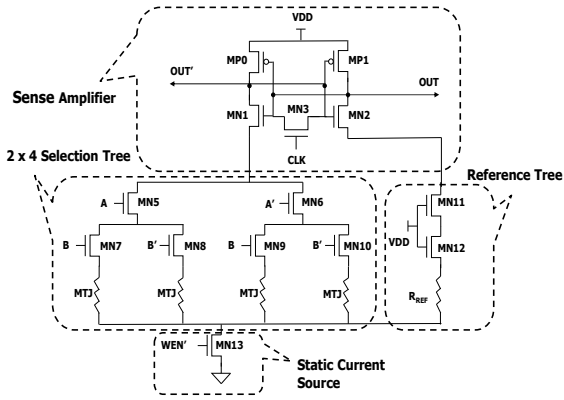 VDD
MP0
MP1
OUT'
OUT
Sense Amplifier
MN1
MN3
MN2
CLK
2 x 4 Selection Tree
Reference Tree
A
MN5
A'
MN6
MN11
B
MN7
B'
MN8
B
MN9
B'
MN10
VDD
MN12
MTJ
MTJ
MTJ
MTJ
RREF
WEN'
MN13
Static Current
Source